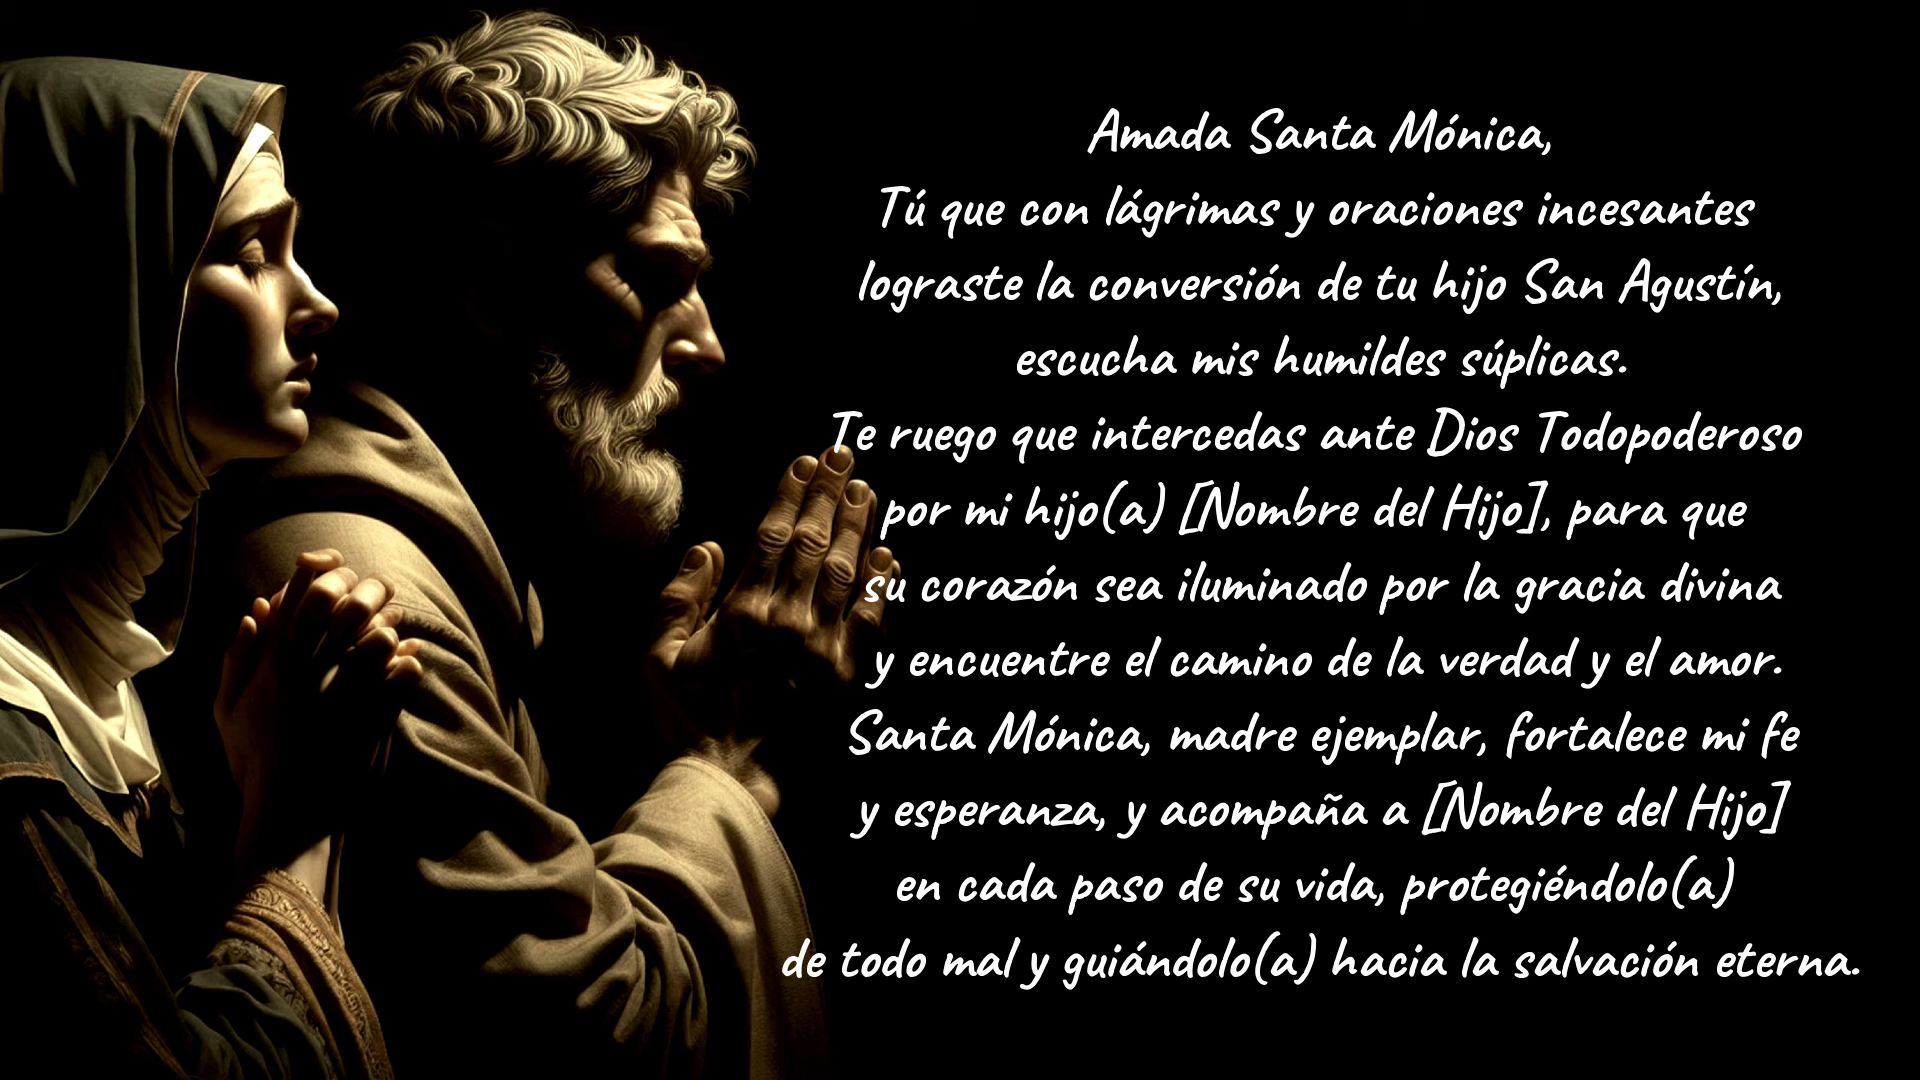 Amada Santa Mónica,
Tú que con lágrimas y oraciones incesantes
lograste la conversión de tu hijo San Agustín,
escucha mis humildes súplicas.
Te ruego que intercedas ante Dios Todopoderoso
por mi hijo(a) [Nombre del Hijo], para que
su corazón sea iluminado por la gracia divina
y encuentre el camino de la verdad y el amor.
Santa Mónica, madre ejemplar, fortalece mi fe
y esperanza, y acompaña a [Nombre del Hijo]
en cada paso de su vida, protegiéndolo(a)
de todo mal y guiándolo(a) hacia la salvación eterna.